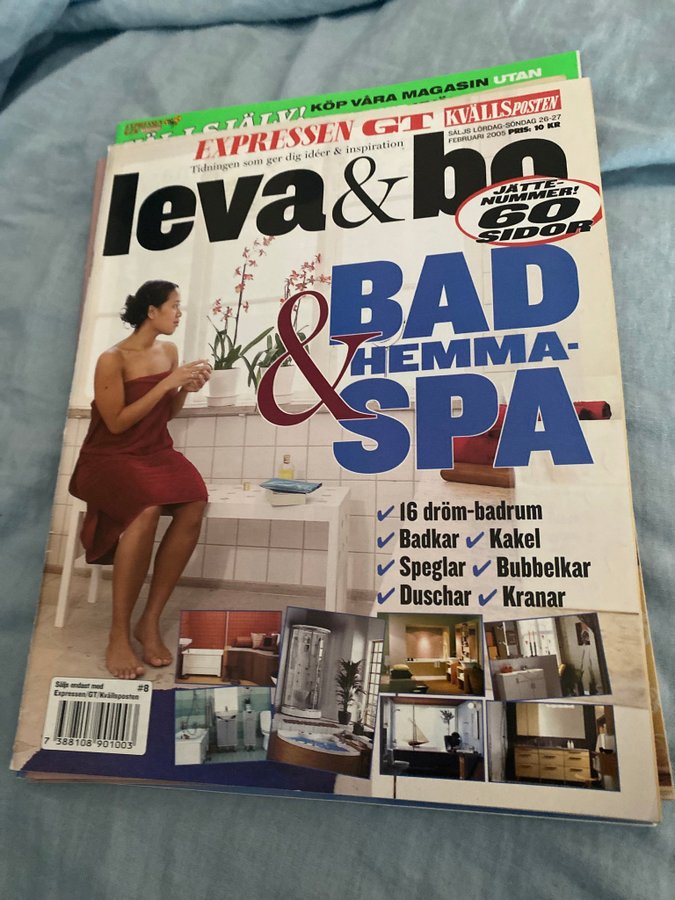 KÖP VÅRA MAGASIN UTAN
EXPRESSEN GT KVÄLLSPOSTEN
SÄLJS LÖRDAG-SÖNDAG 26-27
FEBRUARI 2005 PRIS: 10 KR
Tidningen som ger dig idéer & inspiration
leva&bo
JÄTTE-
NUMMER!
60
SIDOR
BAD
& HEMMA-
SPA
✓ 16 dröm-badrum
✓ Badkar ✓ Kakel
✓ Speglar ✓ Bubbelkar
✓ Duschar ✓ Kranar
Säljs endast med
Expressen/GT/Kvällsposten
#8
7 388108 901003